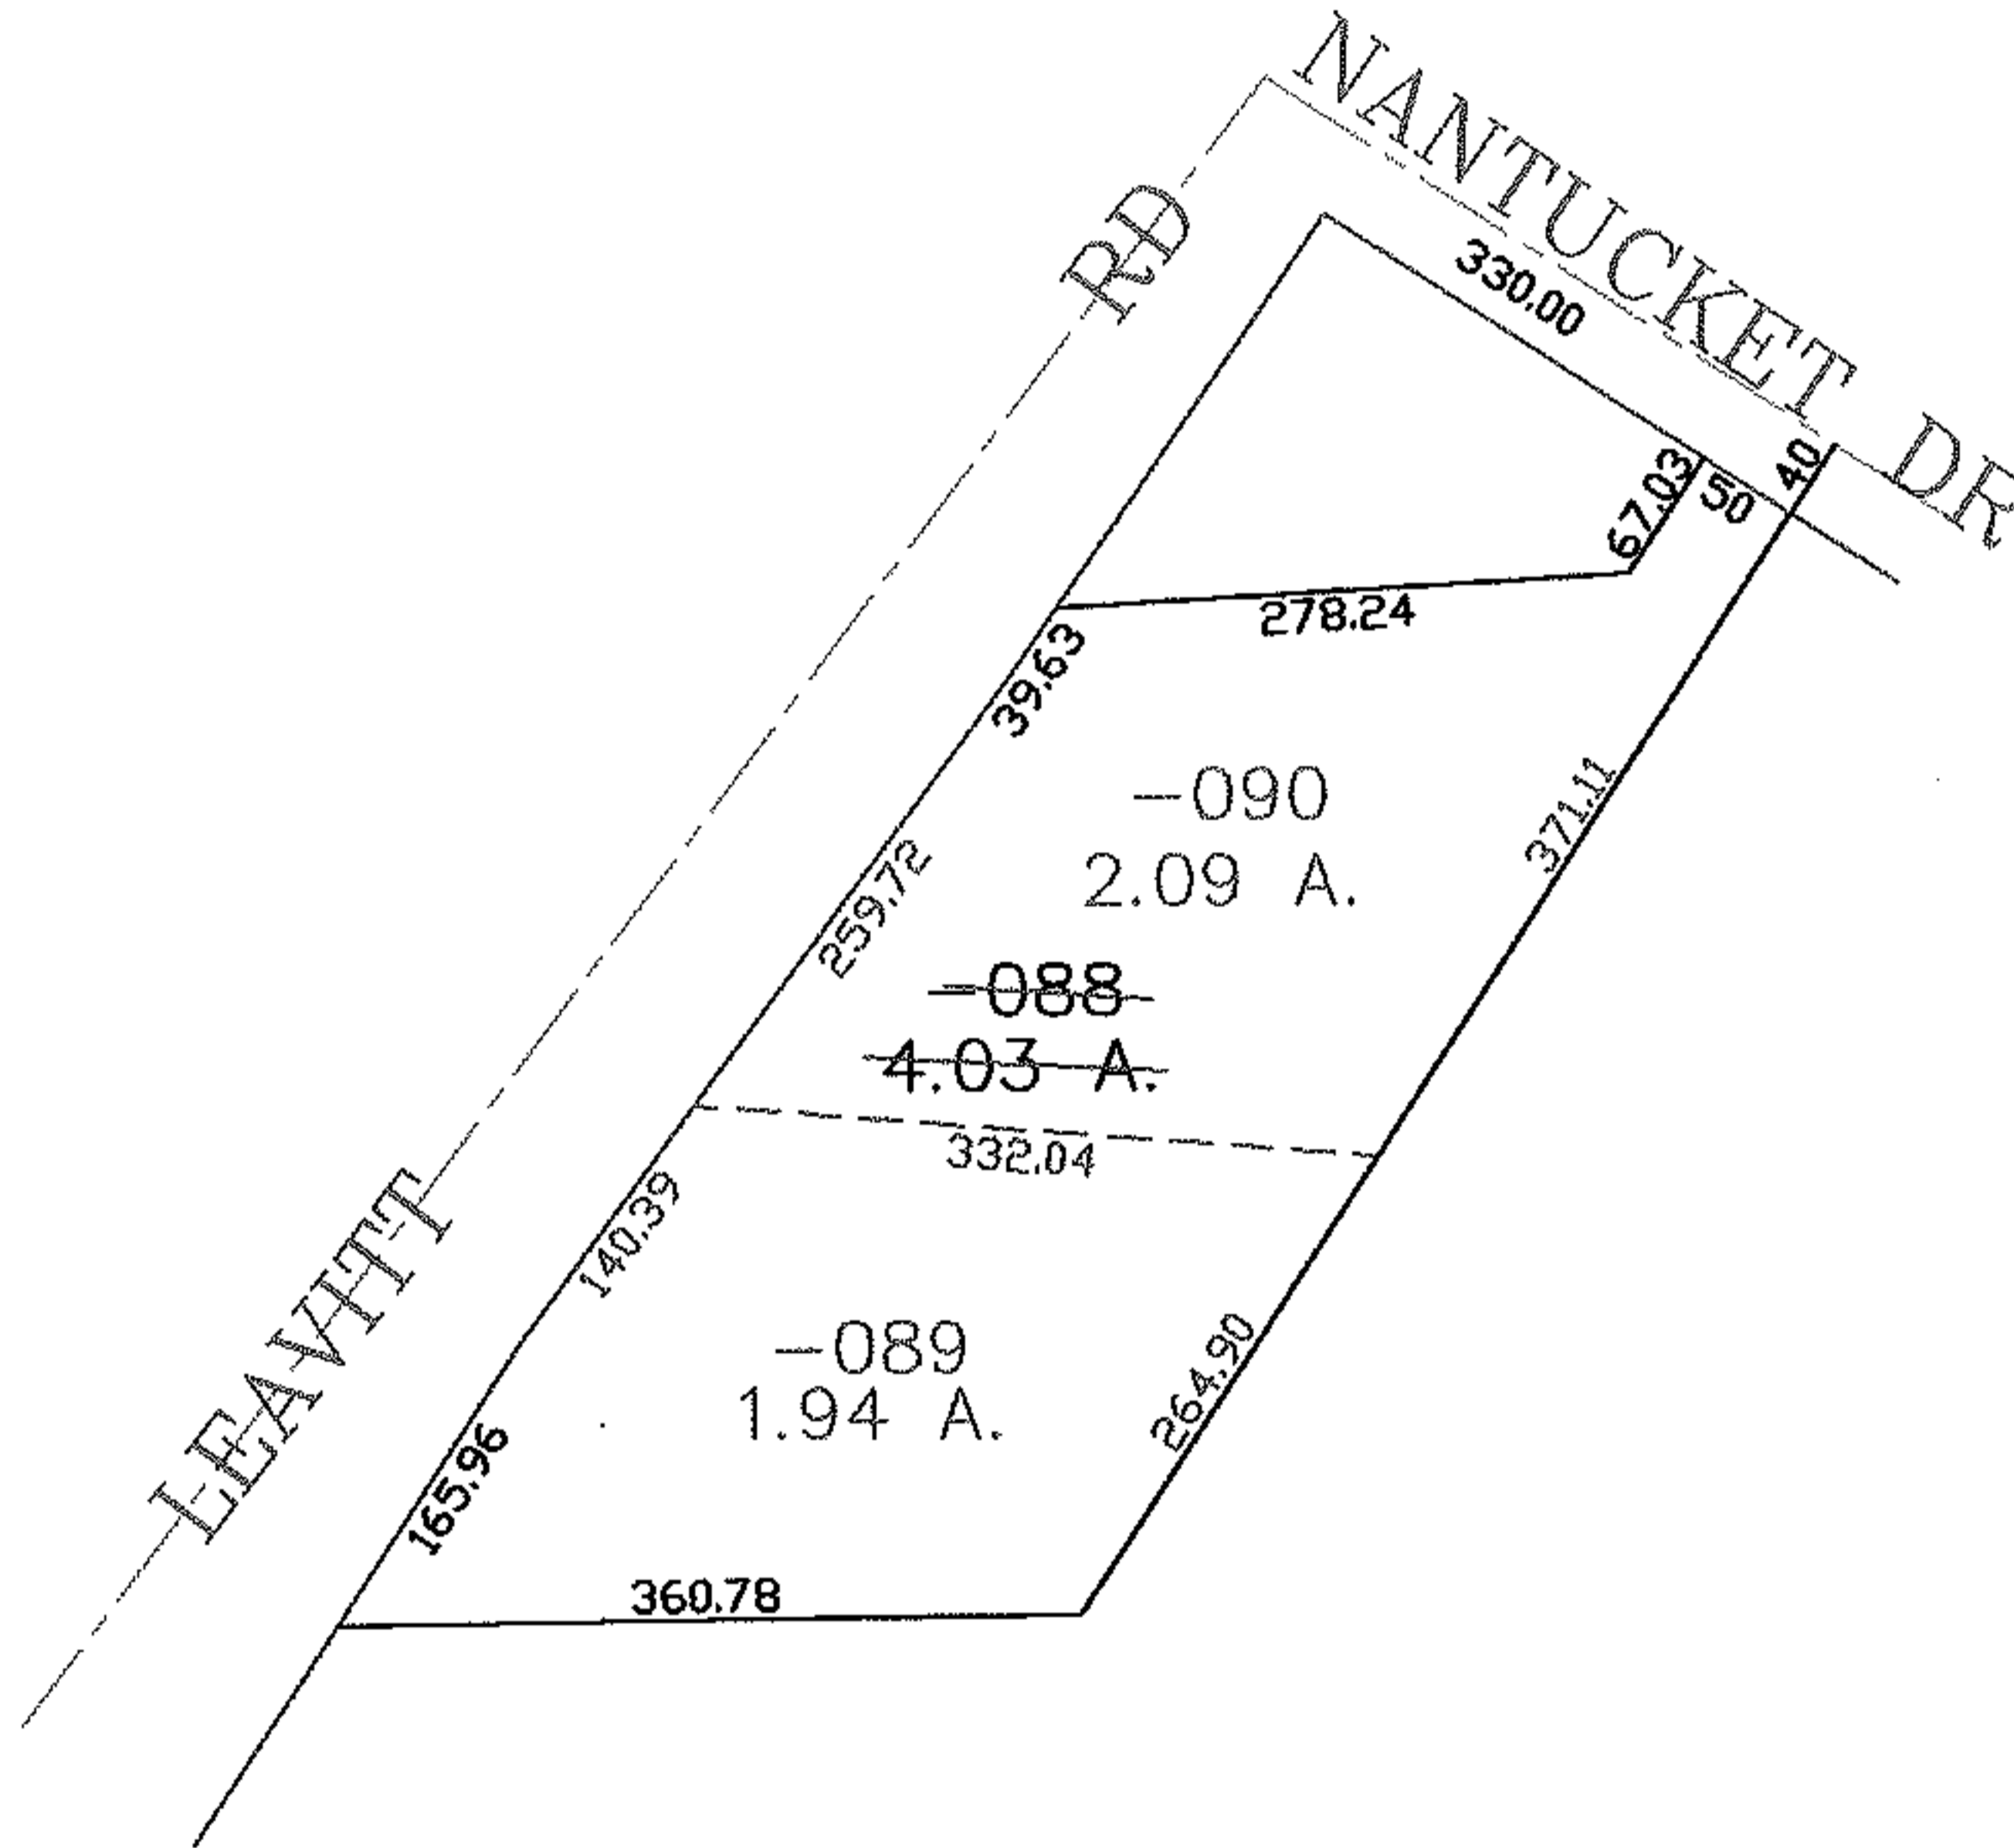 NANTUCKET DR
RD
330.00
40
50
67.03
278.24
39.63
371.11
-090
2.09 A.
259.72
-088
4.03 A.
332.04
140.39
LEAVITT
-089
1.94 A.
264.90
165.96
360.78